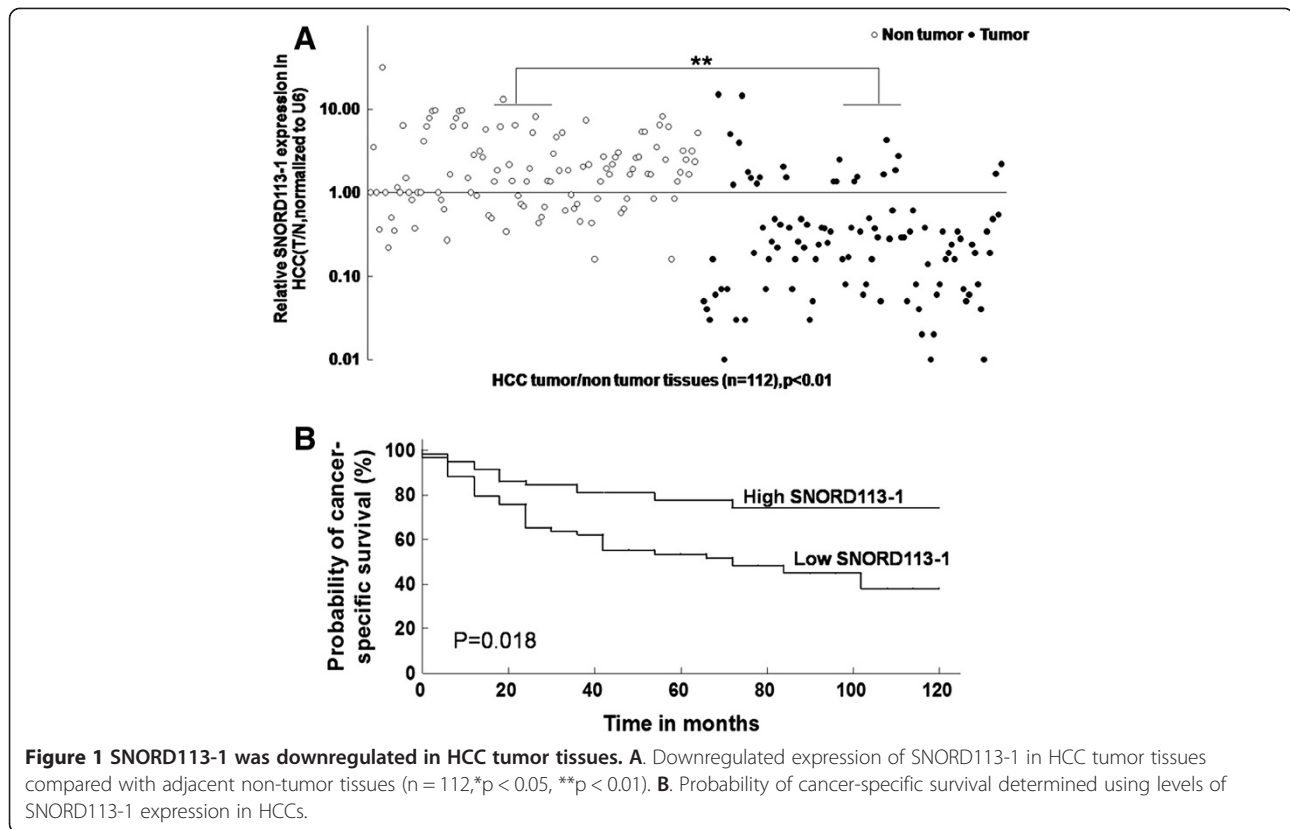 A
○ Non tumor ● Tumor
**
Relative SNORD113-1 expression in
HCC(T/N,normalized to U6)
10.00
1.00
0.10
0.01
HCC tumor/non tumor tissues (n=112),p<0.01
B
Probability of cancer-
specific survival (%)
100
80
60
40
20
0
High SNORD113-1
Low SNORD113-1
P=0.018
0 20 40 60 80 100 120
Time in months
Figure 1 SNORD113-1 was downregulated in HCC tumor tissues. A. Downregulated expression of SNORD113-1 in HCC tumor tissues
compared with adjacent non-tumor tissues (n = 112,*p < 0.05, **p < 0.01). B. Probability of cancer-specific survival determined using levels of
SNORD113-1 expression in HCCs.